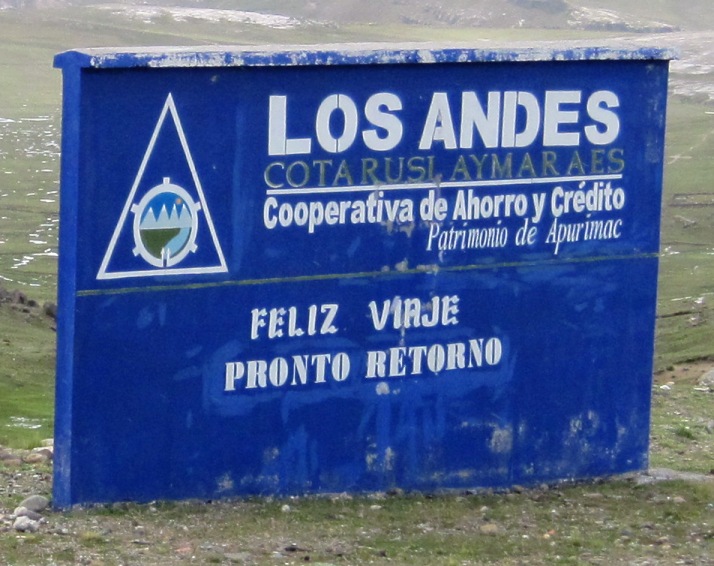 LOS ANDES
COTARUSI AYMARAES
Cooperativa de Ahorro y Crédito
Patrimonio de Apurimac
FELIZ VIAJE
PRONTO RETORNO